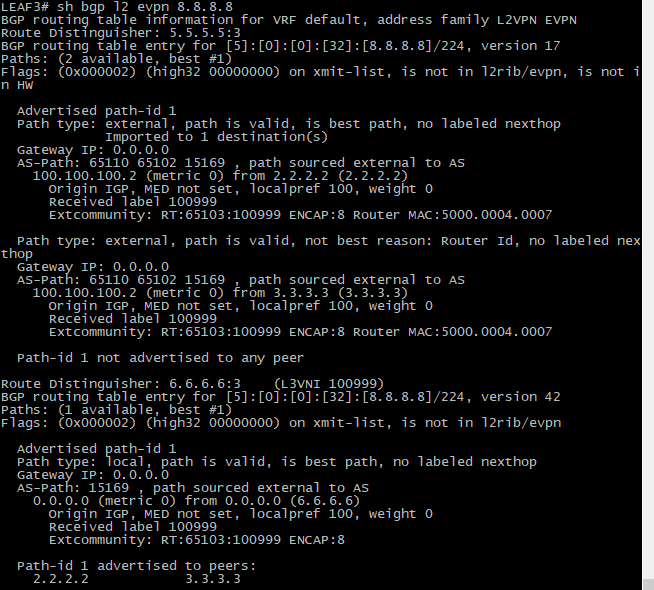 LEAF3# sh bgp l2 evpn 8.8.8.8
BGP routing table information for VRF default, address family L2VPN EVPN
Route Distinguisher: 5.5.5.5:3
BGP routing table entry for [5]:[0]:[0]:[32]:[8.8.8.8]/224, version 17
Paths: (2 available, best #1)
Flags: (0x000002) (high32 00000000) on xmit-list, is not in l2rib/evpn, is not i
n HW
Advertised path-id 1
Path type: external, path is valid, is best path, no labeled nexthop
Imported to 1 destination(s)
Gateway IP: 0.0.0.0
AS-Path: 65110 65102 15169 , path sourced external to AS
100.100.100.2 (metric 0) from 2.2.2.2 (2.2.2.2)
Origin IGP, MED not set, localpref 100, weight 0
Received label 100999
Extcommunity: RT:65103:100999 ENCAP:8 Router MAC:5000.0004.0007
Path type: external, path is valid, not best reason: Router Id, no labeled nex
thop
Gateway IP: 0.0.0.0
AS-Path: 65110 65102 15169 , path sourced external to AS
100.100.100.2 (metric 0) from 3.3.3.3 (3.3.3.3)
Origin IGP, MED not set, localpref 100, weight 0
Received label 100999
Extcommunity: RT:65103:100999 ENCAP:8 Router MAC:5000.0004.0007
Path-id 1 not advertised to any peer
Route Distinguisher: 6.6.6.6:3    (L3VNI 100999)
BGP routing table entry for [5]:[0]:[0]:[32]:[8.8.8.8]/224, version 42
Paths: (1 available, best #1)
Flags: (0x000002) (high32 00000000) on xmit-list, is not in l2rib/evpn
Advertised path-id 1
Path type: local, path is valid, is best path, no labeled nexthop
Gateway IP: 0.0.0.0
AS-Path: 15169 , path sourced external to AS
0.0.0.0 (metric 0) from 0.0.0.0 (6.6.6.6)
Origin IGP, MED not set, localpref 100, weight 0
Received label 100999
Extcommunity: RT:65103:100999 ENCAP:8
Path-id 1 advertised to peers:
2.2.2.2            3.3.3.3